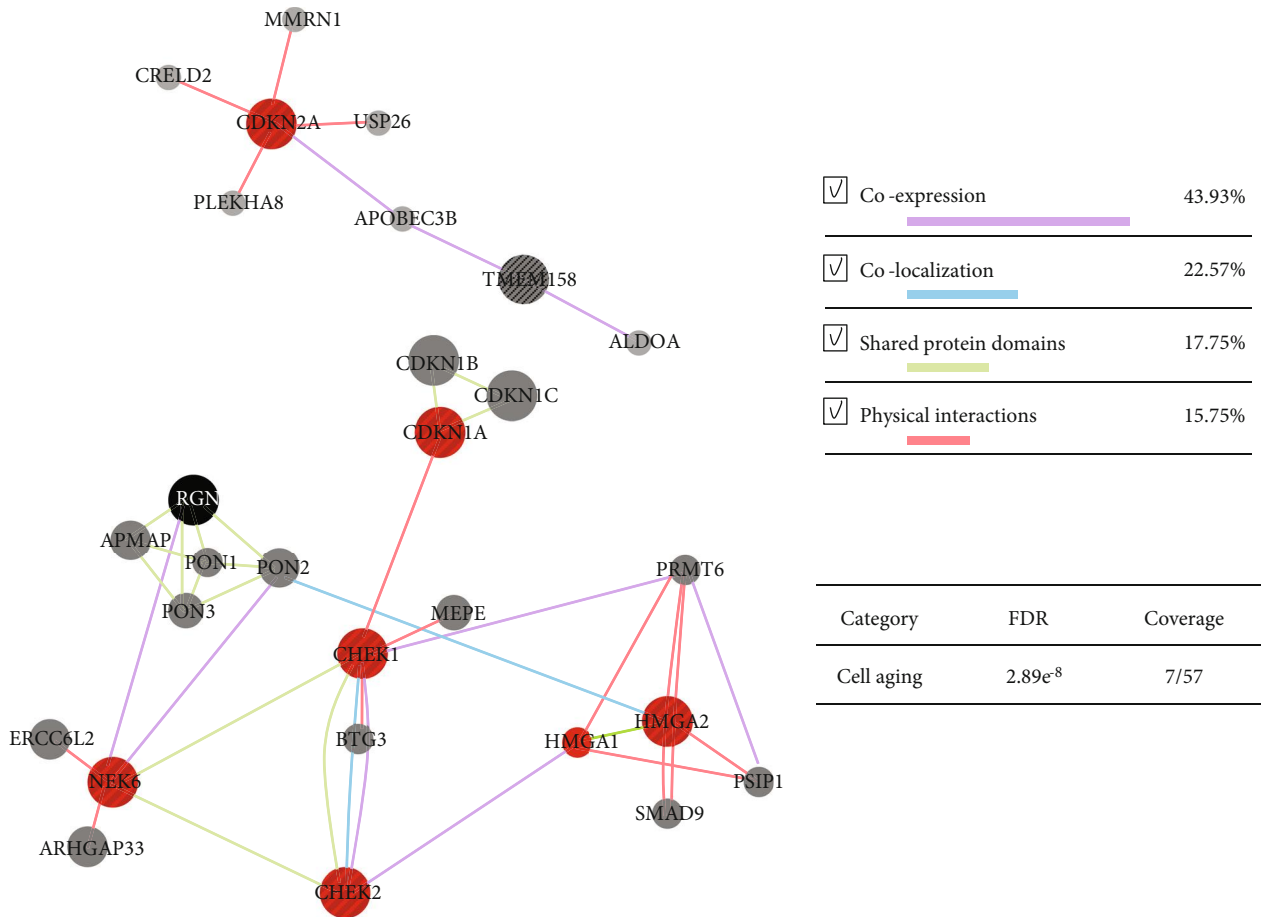 MMRN1
CRELD2
CDKN2A
USP26
PLEKHA8
APOBEC3B
TMEM158
ALDOA
CDKN1B
CDKN1C
CDKN1A
RGN
APMAP
PON1
PON2
PON3
MEPE
PRMT6
CHEK1
HMGA2
HMGA1
BTG3
ERCC6L2
NEK6
PSIP1
SMAD9
ARHGAP33
CHEK2
Co-expression 43.93%
Co-localization 22.57%
Shared protein domains 17.75%
Physical interactions 15.75%
Category FDR Coverage
Cell aging 2.89e-8 7/57